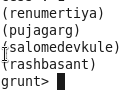 (renumertiya)
(pujagarg)
(salomedevkule)
(rashbasant)
grunt>